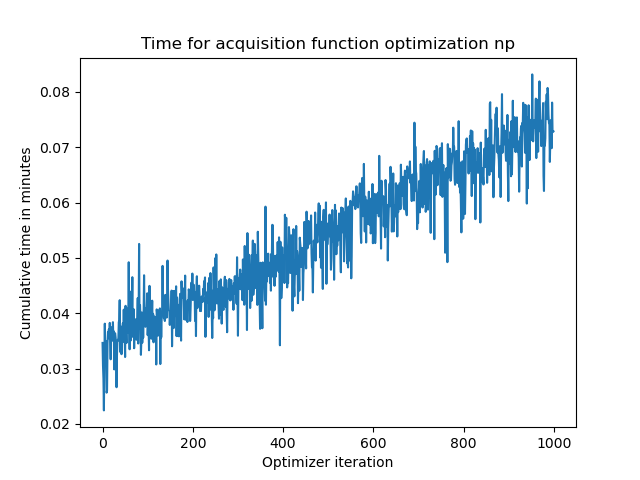 Time for acquisition function optimization np
Cumulative time in minutes
0.08
0.07
0.06
0.05
0.04
0.03
0.02
0 200 400 600 800 1000
Optimizer iteration